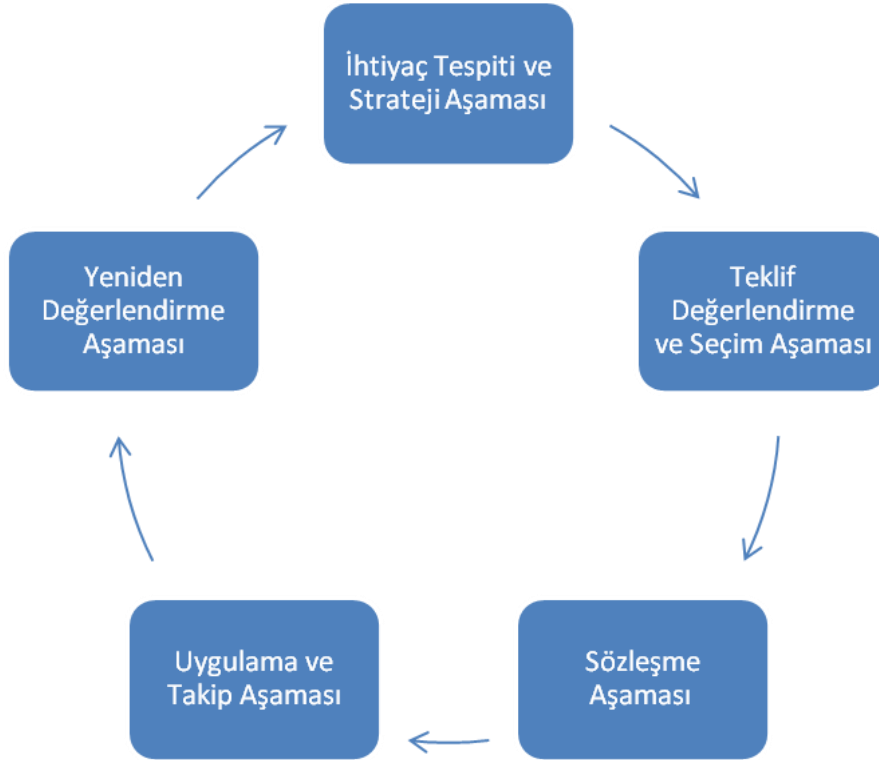 İhtiyaç Tespiti ve
Strateji Aşaması
Teklif
Değerlendirme
ve Seçim Aşaması
Sözleşme
Aşaması
Uygulama ve
Takip Aşaması
Yeniden
Değerlendirme
Aşaması